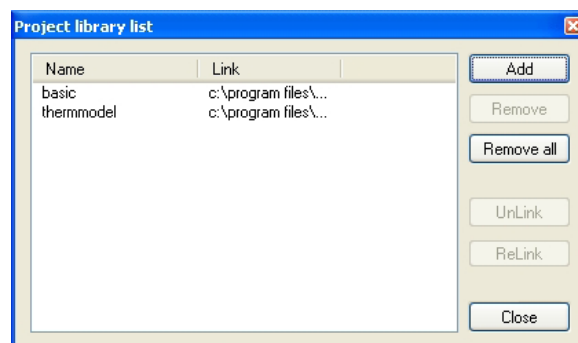 Project library list
Name Link
basic c:\program files\...
thermmodel c:\program files\...
Add
Remove
Remove all
UnLink
ReLink
Close